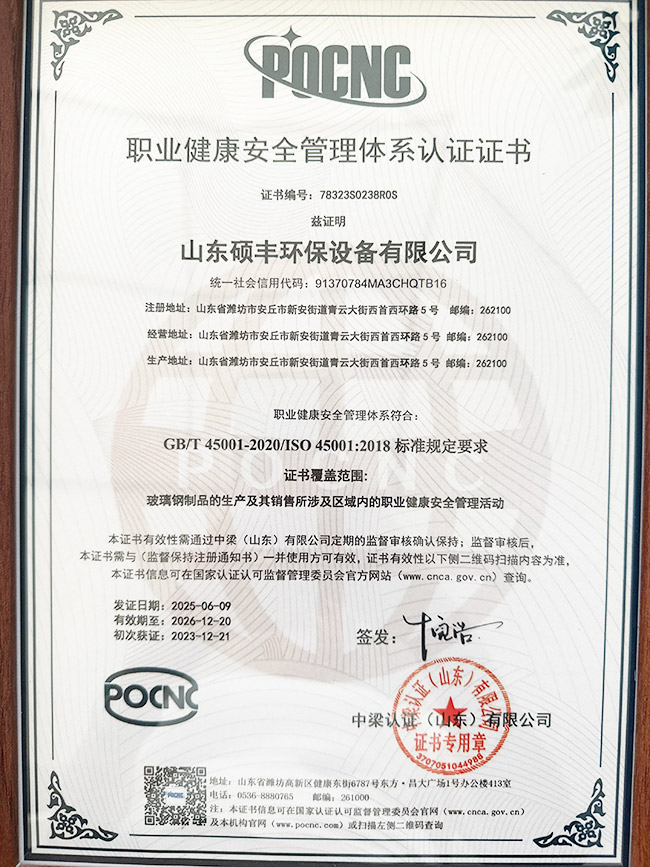 POCNC
职业健康安全管理体系认证证书
证书编号：78323S0238R0S
兹证明
山东硕丰环保设备有限公司
统一社会信用代码：91370784MA3CHQTB16
注册地址：山东省潍坊市安丘市新安街道青云大街西首西环路5号 邮编：262100
经营地址：山东省潍坊市安丘市新安街道青云大街西首西环路5号 邮编：262100
生产地址：山东省潍坊市安丘市新安街道青云大街西首西环路5号 邮编：262100
职业健康安全管理体系符合：
GB/T 45001-2020/ISO 45001:2018 标准规定要求
POCNC
证书覆盖范围：
玻璃钢制品的生产及其销售所涉及区域内的职业健康安全管理活动
本证书有效性需通过中梁（山东）有限公司定期的监督审核确认保持；监督审核后，
本证书需与《监督保持注册通知书》一并使用方可有效，证书有效性以下侧二维码扫描内容为准，
本证书信息可在国家认证认可监督管理委员会官方网站（www.cnca.gov.cn）查询。
发证日期：2025-06-09
有效期至：2026-12-20
初次获证：2023-12-21
签发：
POCNC
中梁认证（山东）有限公司
中梁认证（山东）有限公司
证书专用章
3707051044986
地址：山东省潍坊高新区健康东街6787号东方·昌大广场1号办公楼413室
电话：0536-8880765 邮编：261000
注：本证书信息可在国家认证认可监督管理委员会官网（www.cnca.gov.cn）
及本机构官网（www.pocnc.com）或扫描左侧二维码查询